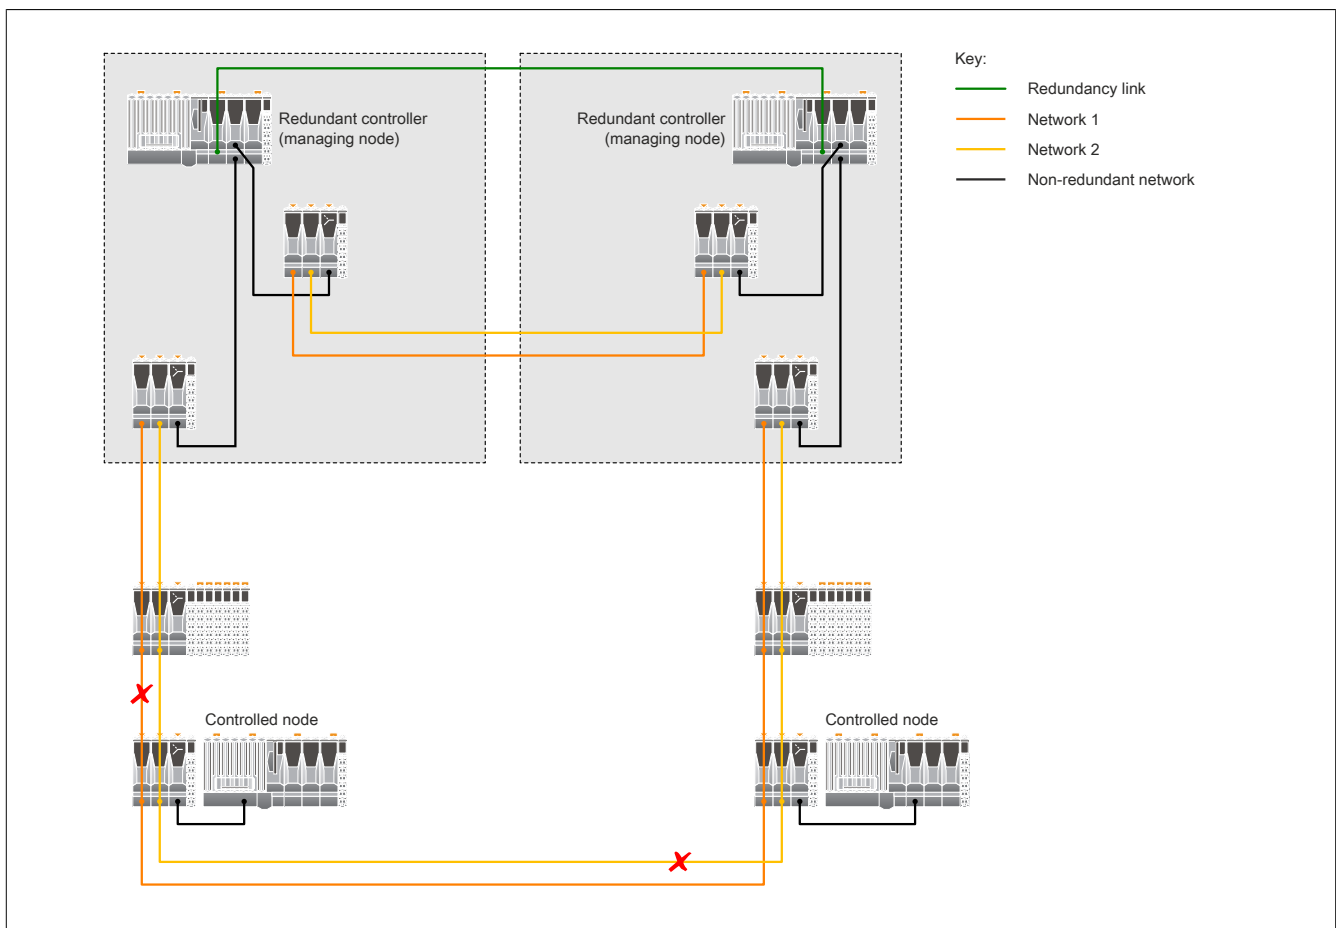 Key:
Redundancy link
Network 1
Network 2
Non-redundant network
Redundant controller
(managing node)
Redundant controller
(managing node)
Controlled node
Controlled node